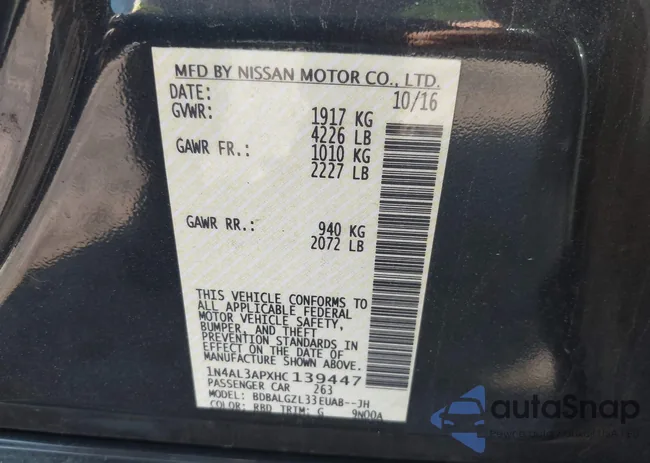 MFD BY NISSAN MOTOR CO., LTD.
DATE: 10/16
GVWR: 1917 KG
4226 LB
GAWR FR.: 1010 KG
2227 LB
GAWR RR.: 940 KG
2072 LB
THIS VEHICLE CONFORMS TO
ALL APPLICABLE FEDERAL
MOTOR VEHICLE SAFETY,
BUMPER, AND THEFT
PREVENTION STANDARDS IN
EFFECT ON THE DATE OF
MANUFACTURE SHOWN ABOVE.
1N4AL3APXHC139447
PASSENGER CAR 263
MODEL: BDBALGZL33EUAB--JH
COLOR: RBD TRIM: G 9N00A
autoSnap